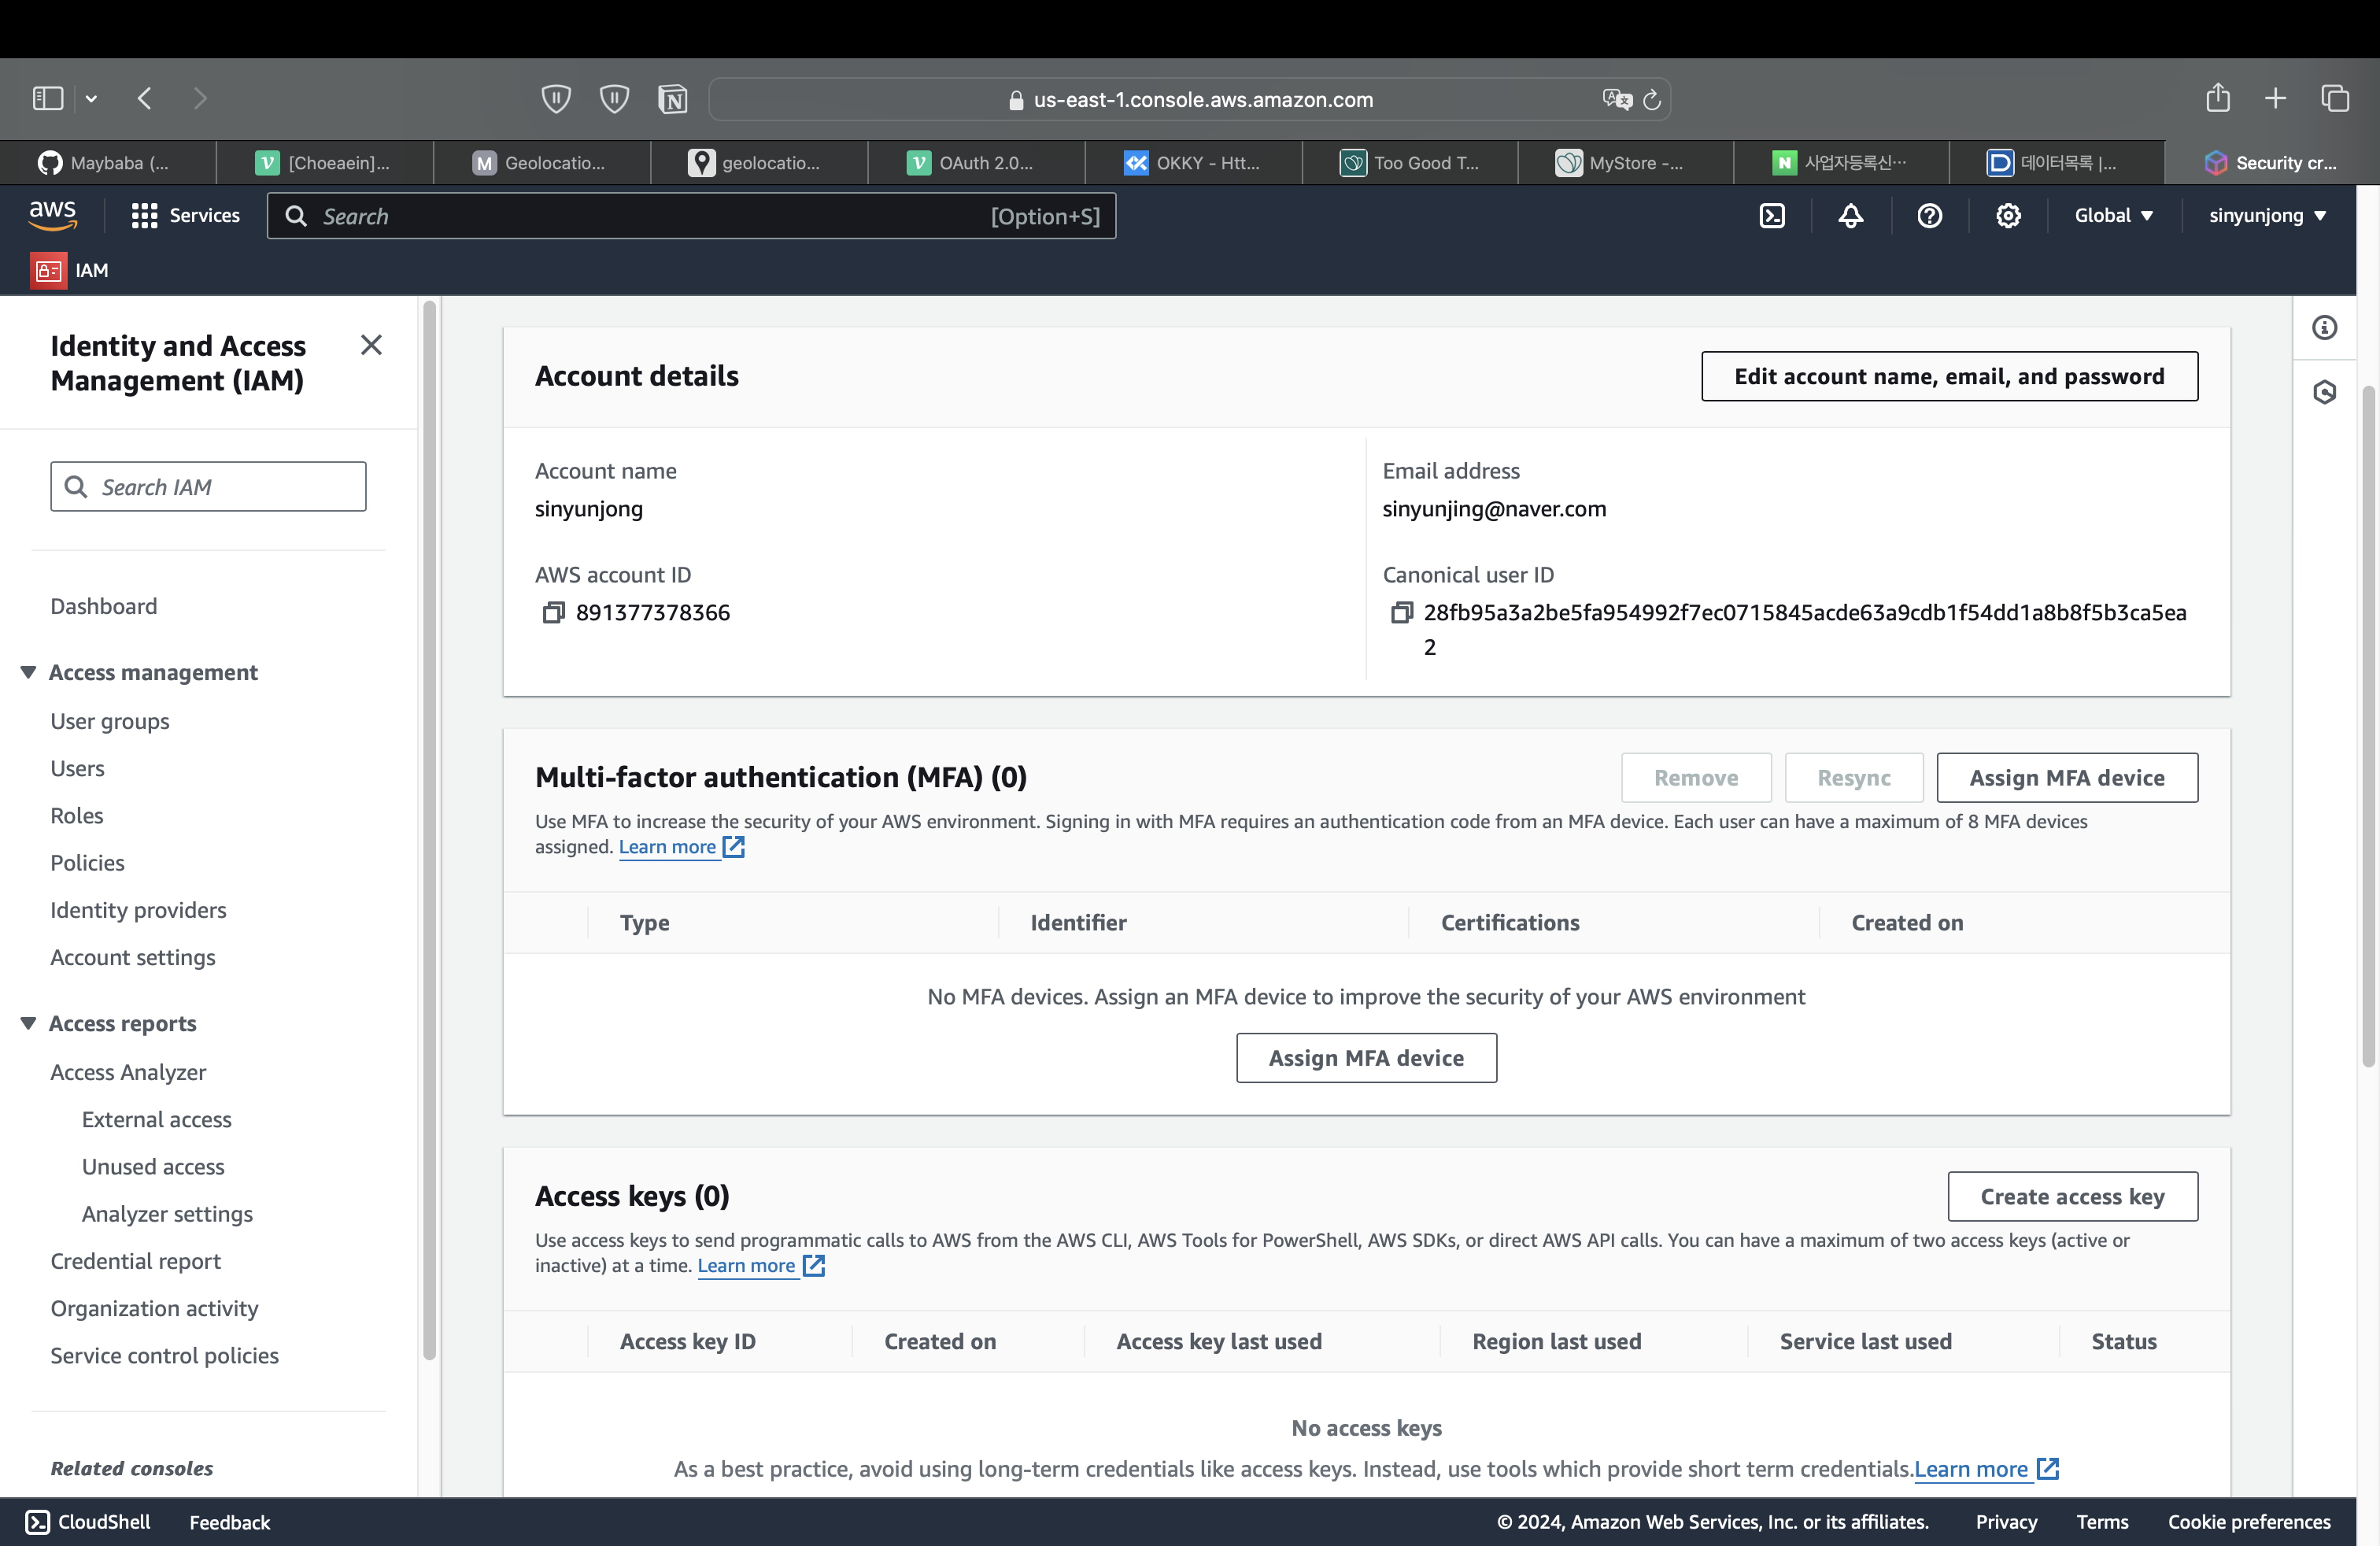 us-east-1.console.aws.amazon.com
Maybaba (...
[Choeaein]...
Geolocatio...
geolocatio...
OAuth 2.0...
OKKY - Htt...
Too Good T...
MyStore -...
사업자등록신...
데이터목록 |...
Security cr...
aws
Services
Search
[Option+S]
Global
sinyunjong
IAM
Identity and Access
Management (IAM)
Search IAM
Dashboard
Access management
User groups
Users
Roles
Policies
Identity providers
Account settings
Access reports
Access Analyzer
External access
Unused access
Analyzer settings
Credential report
Organization activity
Service control policies
Related consoles
Account details
Edit account name, email, and password
Account name
sinyunjong
Email address
sinyunjing@naver.com
AWS account ID
891377378366
Canonical user ID
28fb95a3a2be5fa954992f7ec0715845acde63a9cdb1f54dd1a8b8f5b3ca5ea
2
Multi-factor authentication (MFA) (0)
Remove
Resync
Assign MFA device
Use MFA to increase the security of your AWS environment. Signing in with MFA requires an authentication code from an MFA device. Each user can have a maximum of 8 MFA devices
assigned. Learn more
Type
Identifier
Certifications
Created on
No MFA devices. Assign an MFA device to improve the security of your AWS environment
Assign MFA device
Access keys (0)
Create access key
Use access keys to send programmatic calls to AWS from the AWS CLI, AWS Tools for PowerShell, AWS SDKs, or direct AWS API calls. You can have a maximum of two access keys (active or
inactive) at a time. Learn more
Access key ID
Created on
Access key last used
Region last used
Service last used
Status
No access keys
As a best practice, avoid using long-term credentials like access keys. Instead, use tools which provide short term credentials.Learn more
CloudShell
Feedback
© 2024, Amazon Web Services, Inc. or its affiliates.
Privacy
Terms
Cookie preferences